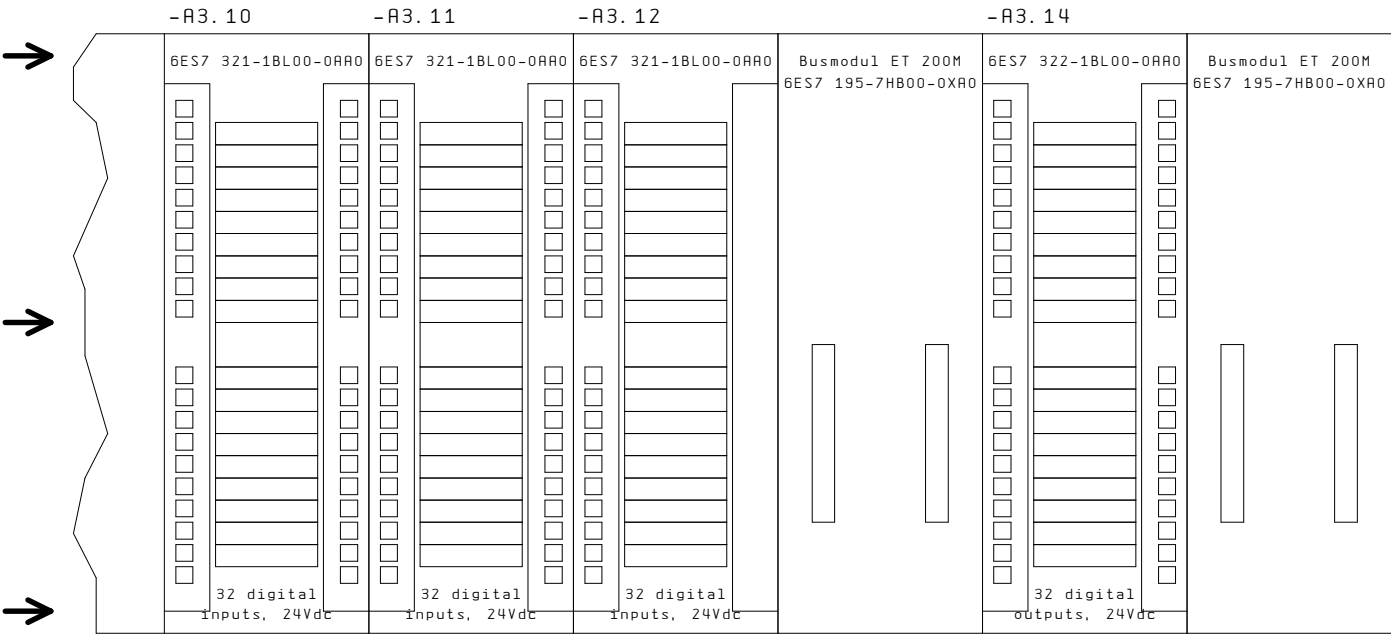 -A3.10
-A3.11
-A3.12
-A3.14
6ES7 321-1BL00-0AA0
6ES7 321-1BL00-0AA0
6ES7 321-1BL00-0AA0
Busmodul ET 200M
6ES7 195-7HB00-0XA0
6ES7 322-1BL00-0AA0
Busmodul ET 200M
6ES7 195-7HB00-0XA0
32 digital
inputs, 24Vdc
32 digital
inputs, 24Vdc
32 digital
inputs, 24Vdc
32 digital
outputs, 24Vdc